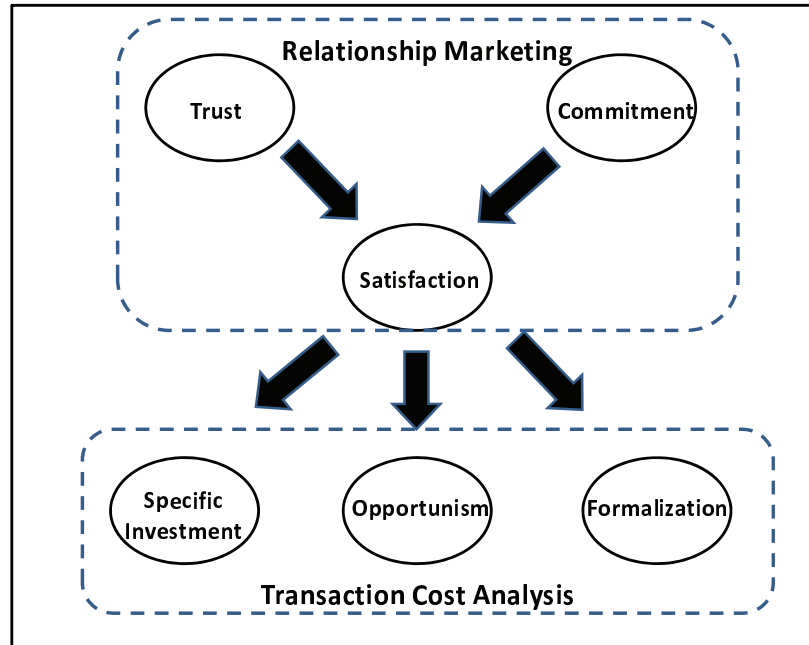 Relationship Marketing
Trust
Commitment
Satisfaction
Specific
Investment
Opportunism
Formalization
Transaction Cost Analysis